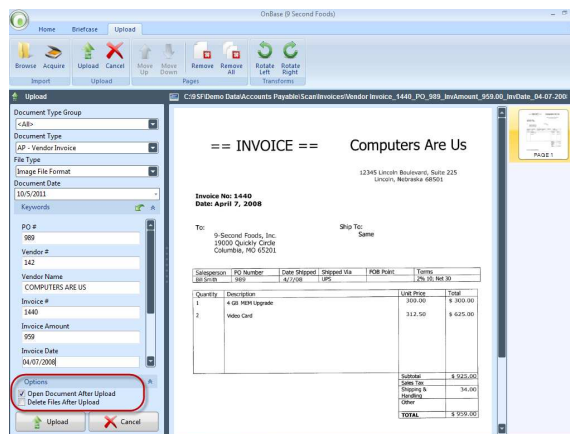 OnBase (9 Second Foods)
Home Briefcase Upload
Browse Acquire Upload Cancel Move Up Move Down Remove Remove All Rotate Left Rotate Right
Import Upload Pages Transforms
Upload
C:\9SF\Demo Data\Accounts Payable\Scan\Invoices\Vendor Invoice_1440_PO_989_InvAmount_959.00_InvDate_04-07-200
Document Type Group
<All>
Document Type
AP - Vendor Invoice
File Type
Image File Format
Document Date
10/5/2011
Keywords
PO #
989
Vendor #
142
Vendor Name
COMPUTERS ARE US
Invoice #
1440
Invoice Amount
959
Invoice Date
04/07/2008
Options
Open Document After Upload
Delete Files After Upload
Upload Cancel
== INVOICE == Computers Are Us
12345 Lincoln Boulevard, Suite 225
Lincoln, Nebraska 68501
Invoice No: 1440
Date: April 7, 2008
To: Ship To:
9-Second Foods, Inc. Same
19000 Quickly Circle
Columbia, MO 65201
Salesperson PO Number Date Shipped Shipped Via FOB Point Terms
Bill Smith 989 4/7/08 UPS 2% 10; Net 30
Quantity Description Unit Price Total
1 4 GB MEM Upgrade 300.00 $ 300.00
2 Video Card 312.50 $ 625.00
Subtotal $ 925.00
Sales Tax
Shipping & Handling 34.00
Other
TOTAL $ 959.00
PAGE 1